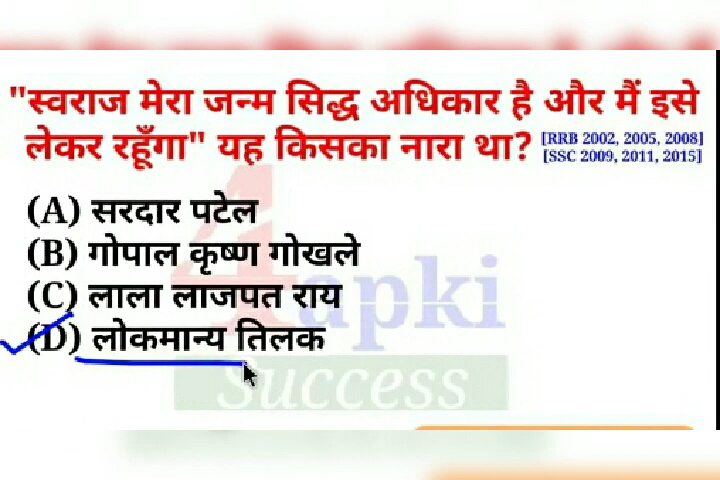 "स्वराज मेरा जन्म सिद्ध अधिकार है और मैं इसे
लेकर रहूँगा" यह किसका नारा था? [RRB 2002, 2005, 2008]
[SSC 2009, 2011, 2015]
(A) सरदार पटेल
(B) गोपाल कृष्ण गोखले
(C) लाला लाजपत राय
(D) लोकमान्य तिलक
4apki
Success